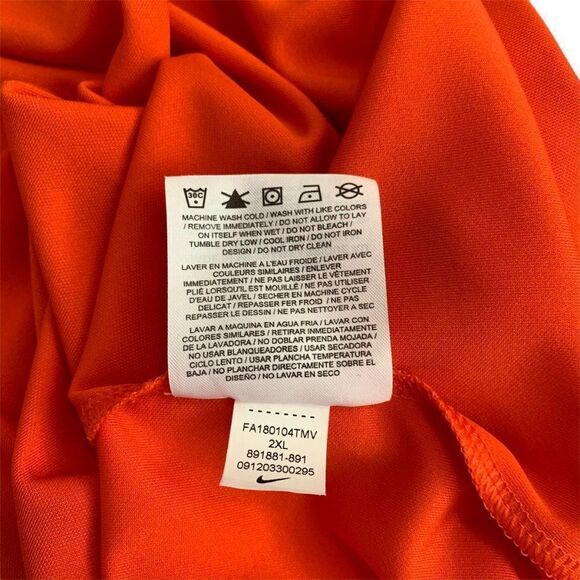 30C
MACHINE WASH COLD / WASH WITH LIKE COLORS
/ REMOVE IMMEDIATELY / DO NOT ALLOW TO LAY
ON ITSELF WHEN WET / DO NOT BLEACH /
TUMBLE DRY LOW / COOL IRON / DO NOT IRON
DESIGN / DO NOT DRY CLEAN
LAVER EN MACHINE A L'EAU FROIDE / LAVER AVEC
COULEURS SIMILAIRES / ENLEVER
IMMEDIATEMENT / NE PAS LAISSER LE VÊTEMENT
PLIÉ LORSQU'IL EST MOUILLÉ / NE PAS UTILISER
D'EAU DE JAVEL / SECHER EN MACHINE CYCLE
DELICAT / REPASSER FER FROID / NE PAS
REPASSER LE DESSIN / NE PAS NETTOYER A SEC
LAVAR A MAQUINA EN AGUA FRIA / LAVAR CON
COLORES SIMILARES / RETIRAR INMEDIATAMENTE
DE LA LAVADORA / NO DOBLAR PRENDA MOJADA /
NO USAR BLANQUEADORES / USAR SECADORA
CICLO LENTO / USAR PLANCHA TEMPERATURA
BAJA / NO PLANCHAR DIRECTAMENTE SOBRE EL
DISEÑO / NO LAVAR EN SECO
FA180104TMV
2XL
891881-891
091203300295